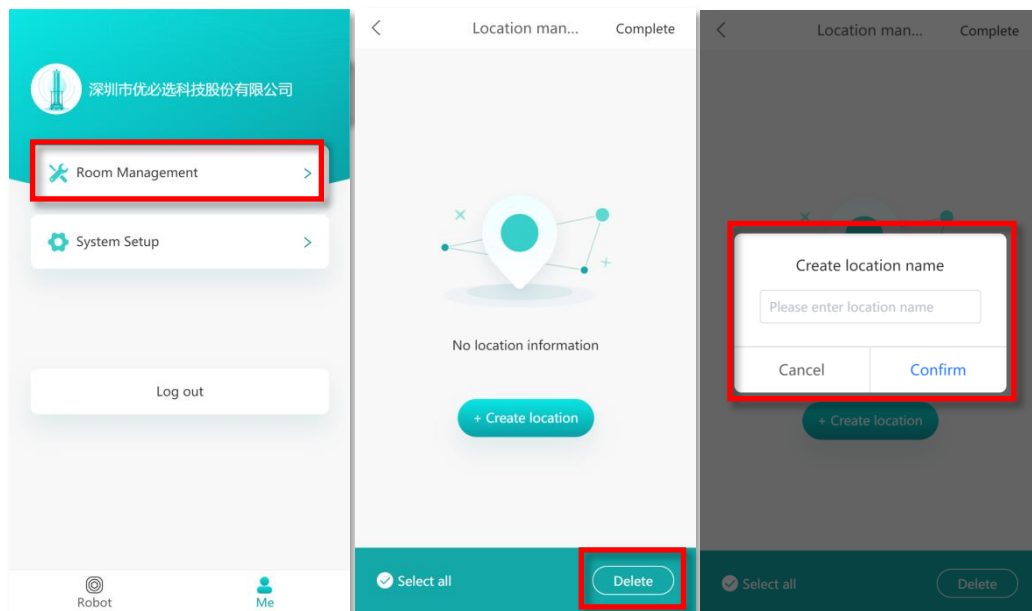 深圳市优必选科技股份有限公司
Room Management
System Setup
Log out
Robot
Me
Location man...
Complete
No location information
+ Create location
Select all
Delete
Location man...
Complete
Create location name
Please enter location name
Cancel
Confirm
+ Create location
Select all
Delete